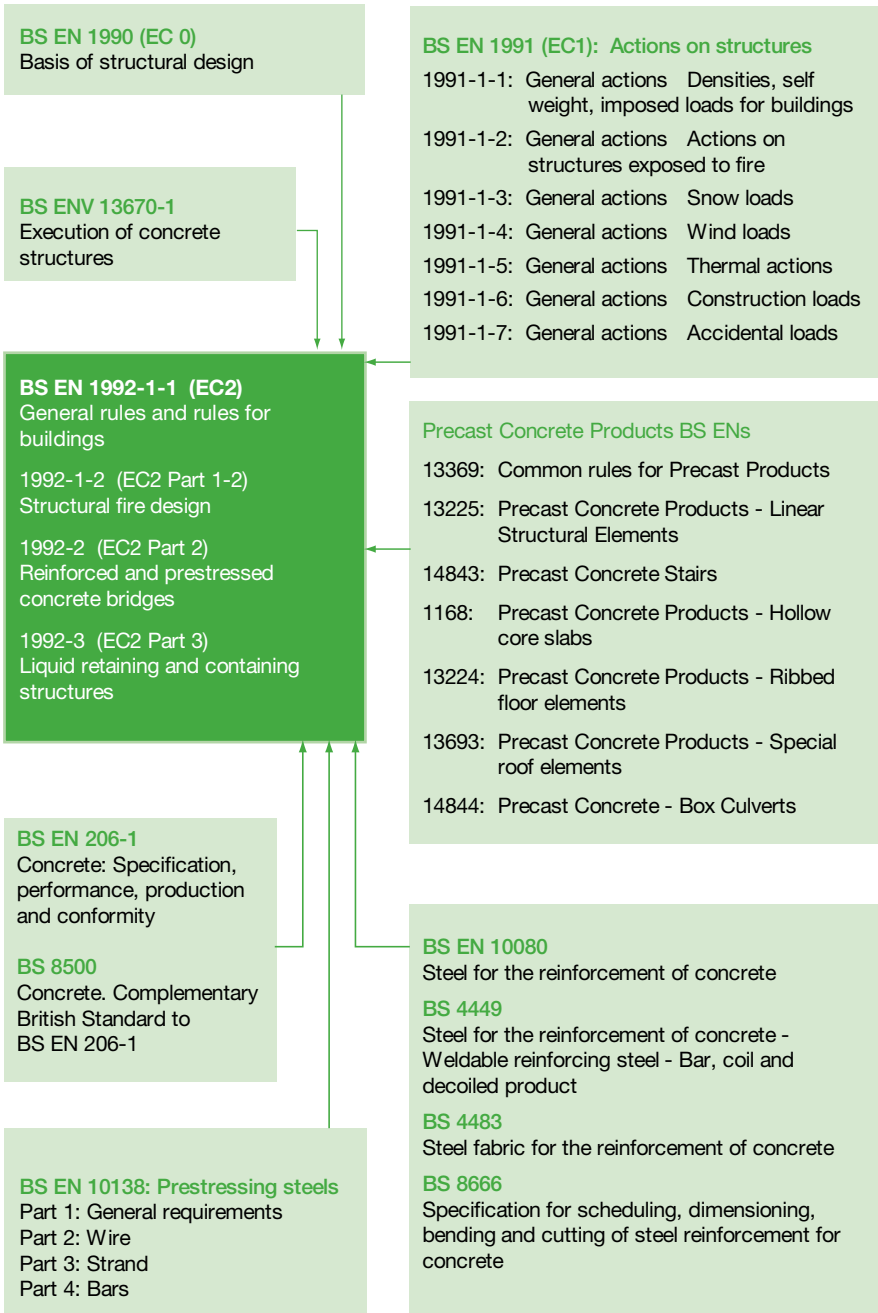 BS EN 1990 (EC 0)
Basis of structural design
BS ENV 13670-1
Execution of concrete
structures
BS EN 1992-1-1 (EC2)
General rules and rules for
buildings
1992-1-2 (EC2 Part 1-2)
Structural fire design
1992-2 (EC2 Part 2)
Reinforced and prestressed
concrete bridges
1992-3 (EC2 Part 3)
Liquid retaining and containing
structures
BS EN 206-1
Concrete: Specification,
performance, production
and conformity
BS 8500
Concrete. Complementary
British Standard to
BS EN 206-1
BS EN 10138: Prestressing steels
Part 1: General requirements
Part 2: Wire
Part 3: Strand
Part 4: Bars
BS EN 1991 (EC1): Actions on structures
1991-1-1: General actions Densities, self
weight, imposed loads for buildings
1991-1-2: General actions Actions on
structures exposed to fire
1991-1-3: General actions Snow loads
1991-1-4: General actions Wind loads
1991-1-5: General actions Thermal actions
1991-1-6: General actions Construction loads
1991-1-7: General actions Accidental loads
Precast Concrete Products BS ENs
13369: Common rules for Precast Products
13225: Precast Concrete Products - Linear
Structural Elements
14843: Precast Concrete Stairs
1168: Precast Concrete Products - Hollow
core slabs
13224: Precast Concrete Products - Ribbed
floor elements
13693: Precast Concrete Products - Special
roof elements
14844: Precast Concrete - Box Culverts
BS EN 10080
Steel for the reinforcement of concrete
BS 4449
Steel for the reinforcement of concrete -
Weldable reinforcing steel - Bar, coil and
decoiled product
BS 4483
Steel fabric for the reinforcement of concrete
BS 8666
Specification for scheduling, dimensioning,
bending and cutting of steel reinforcement for
concrete